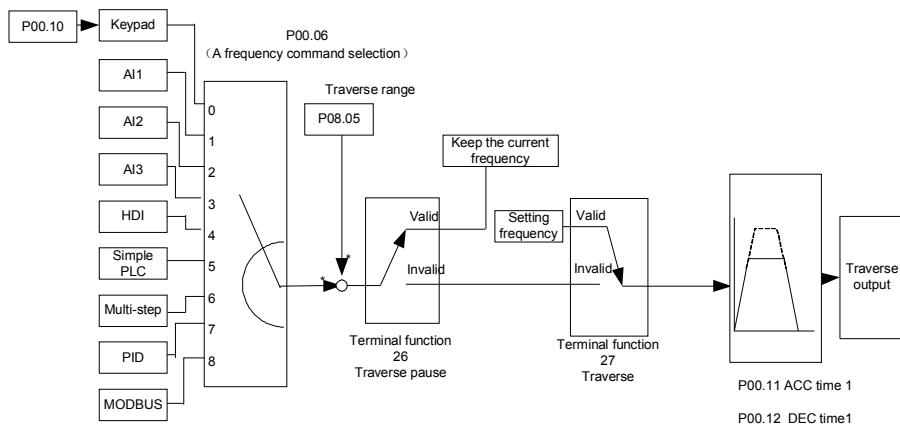 P00.10
Keypad
P00.06
（A frequency command selection）
AI1
AI2
AI3
HDI
Simple
PLC
Multi-step
PID
MODBUS
0
1
2
3
4
5
6
7
8
Traverse range
P08.05
*
*
Keep the current
frequency
Valid
Invalid
Terminal function
26
Traverse pause
Setting
frequency
Valid
Invalid
Terminal function
27
Traverse
Traverse
output
P00.11 ACC time 1
P00.12 DEC time1